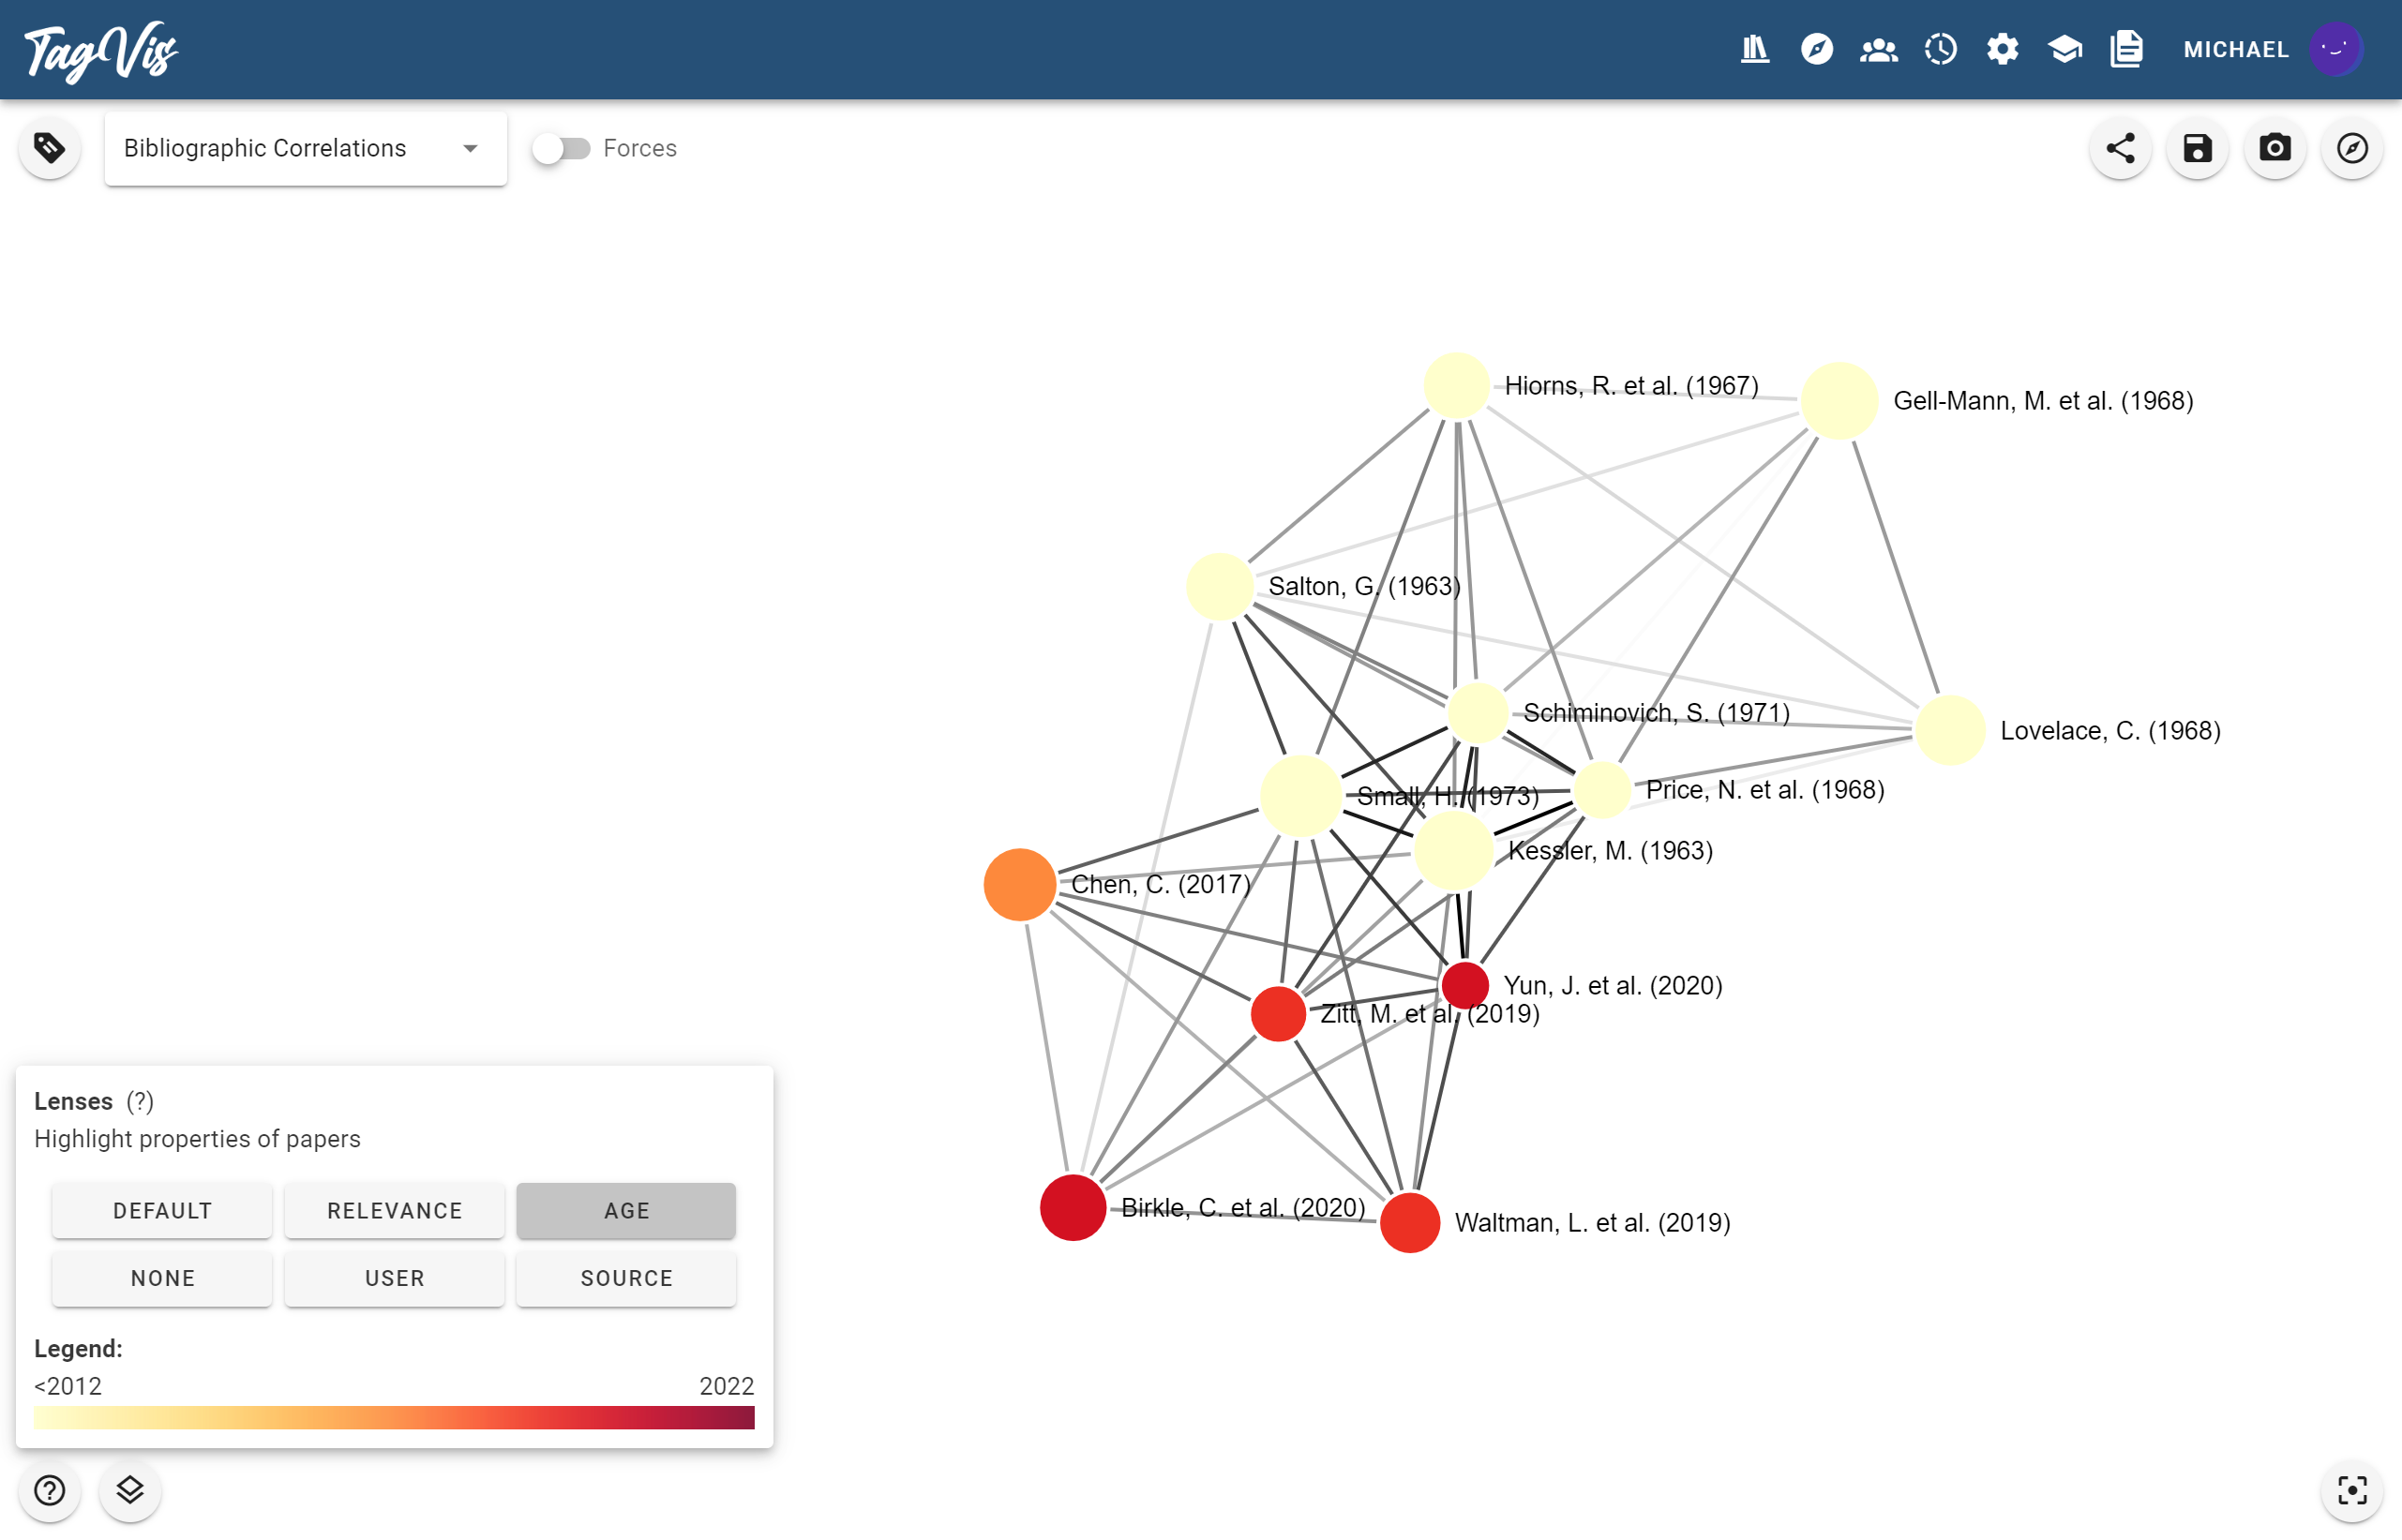 TagVis
MICHAEL
Bibliographic Correlations
Forces
Hiorns, R. et al. (1967)
Gell-Mann, M. et al. (1968)
Salton, G. (1963)
Schiminovich, S. (1971)
Lovelace, C. (1968)
Price, N. et al. (1968)
Small, H. (1973)
Kessler, M. (1963)
Chen, C. (2017)
Yun, J. et al. (2020)
Zitt, M. et al. (2019)
Birkle, C. et al. (2020)
Waltman, L. et al. (2019)
Lenses (?)
Highlight properties of papers
DEFAULT RELEVANCE AGE
NONE USER SOURCE
Legend:
<2012 2022